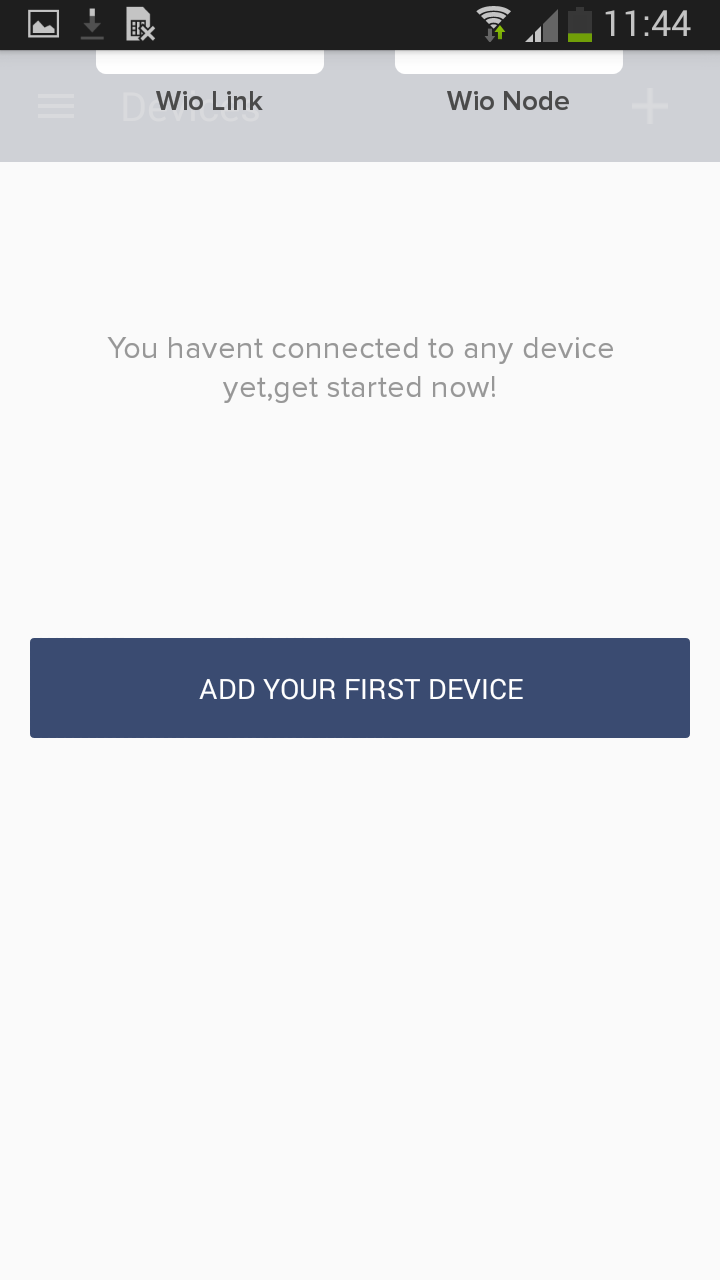 11:44
Devices
Wio Link
Wio Node
You havent connected to any device
yet,get started now!
ADD YOUR FIRST DEVICE